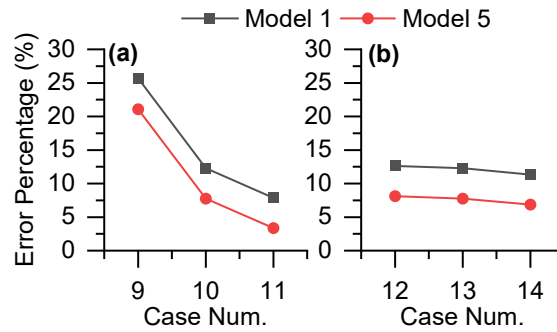 Model 1 Model 5
(a) (b)
Error Percentage (%)
30 30
25 25
20 20
15 15
10 10
5 5
0 0
9 10 11 12 13 14
Case Num. Case Num.